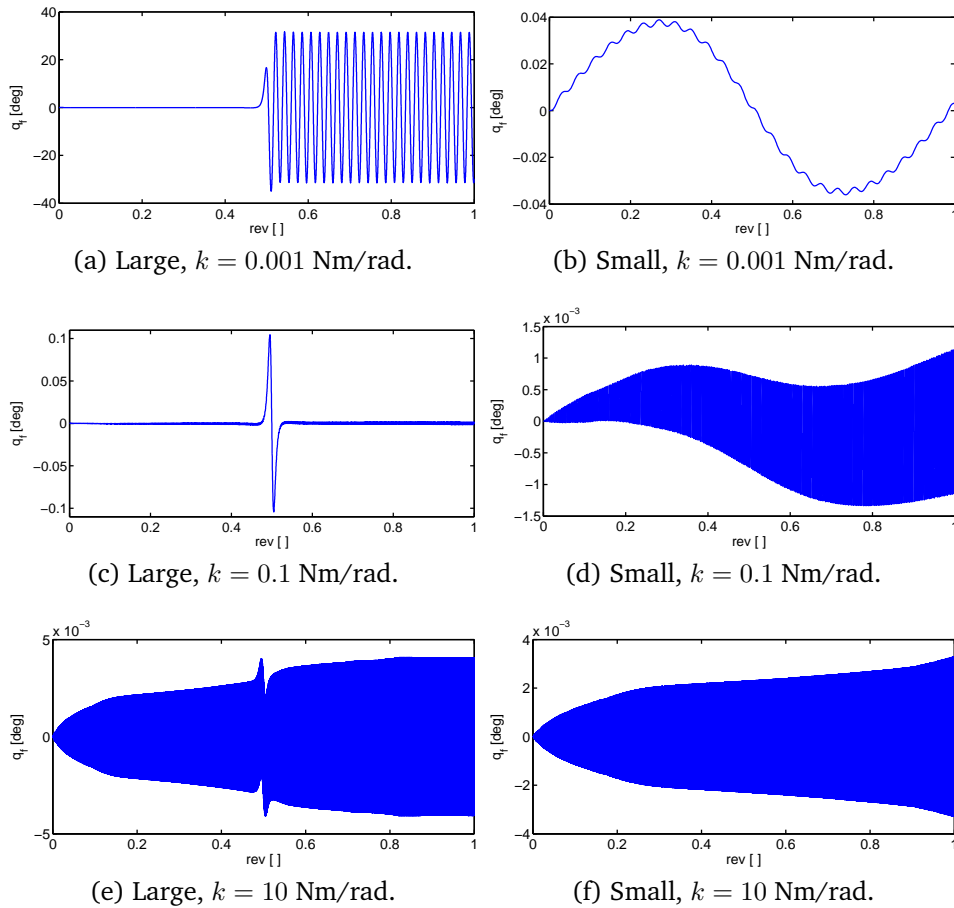 40
20
0
−20
−40
q_f [deg]
0 0.2 0.4 0.6 0.8 1
rev [ ]
(a) Large, k = 0.001 Nm/rad.
0.04
0.02
0
−0.02
−0.04
q_f [deg]
0 0.2 0.4 0.6 0.8 1
rev [ ]
(b) Small, k = 0.001 Nm/rad.
0.1
0.05
0
−0.05
−0.1
q_f [deg]
0 0.2 0.4 0.6 0.8 1
rev [ ]
(c) Large, k = 0.1 Nm/rad.
x 10⁻³
1.5
1
0.5
0
−0.5
−1
−1.5
q_f [deg]
0 0.2 0.4 0.6 0.8 1
rev [ ]
(d) Small, k = 0.1 Nm/rad.
x 10⁻³
5
0
−5
q_f [deg]
0 0.2 0.4 0.6 0.8 1
rev [ ]
(e) Large, k = 10 Nm/rad.
x 10⁻³
4
2
0
−2
−4
q_f [deg]
0 0.2 0.4 0.6 0.8 1
rev [ ]
(f) Small, k = 10 Nm/rad.